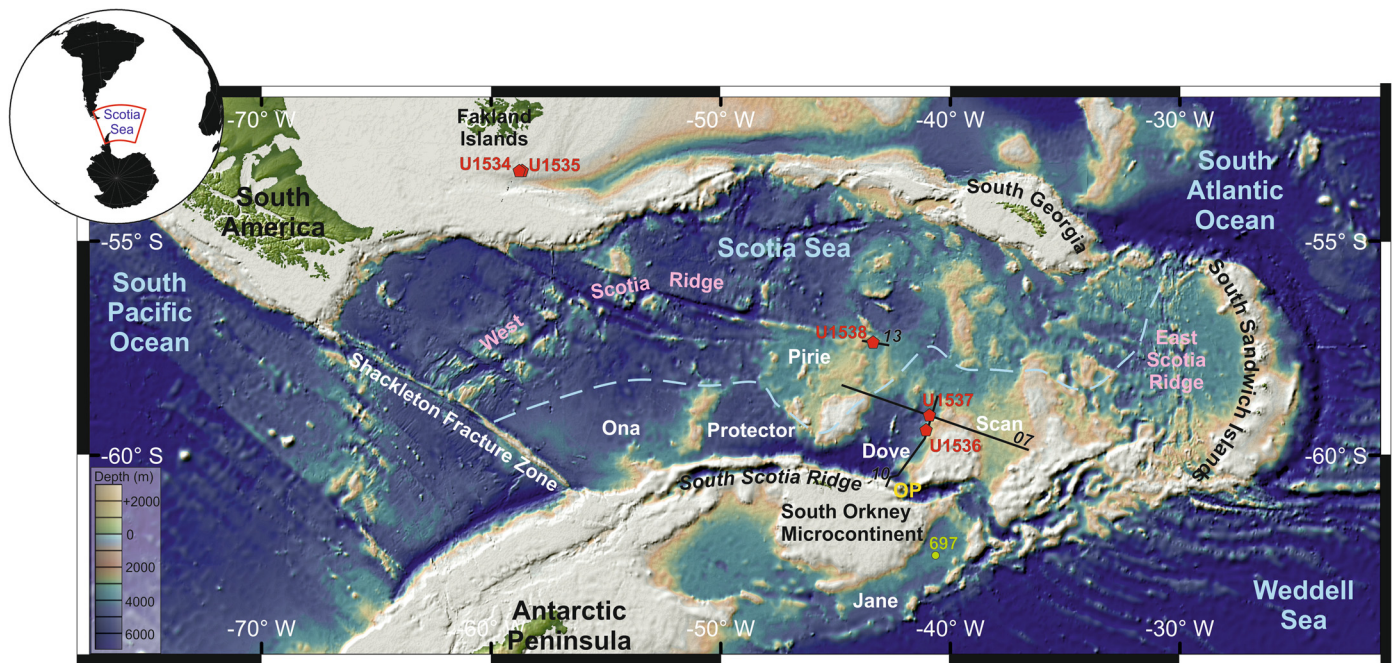 Scotia
Sea
-70° W
-60° W
-50° W
-40° W
-30° W
Fakland
Islands
U1534
U1535
South
America
South Georgia
South
Atlantic
Ocean
-55° S
-55° S
Scotia Sea
South
Pacific
Ocean
West Scotia Ridge
South Sandwich Islands
U1538
13
Pirie
East
Scotia
Ridge
Shackleton Fracture Zone
U1537
Ona
Protector
Scan
07
Dove
U1536
-60° S
-60° S
Depth (m)
+2000
0
2000
4000
6000
South Scotia Ridge
10
OP
South Orkney
Microcontinent
697
Jane
Weddell
Sea
Antarctic
Peninsula
-70° W
-50° W
-40° W
-30° W